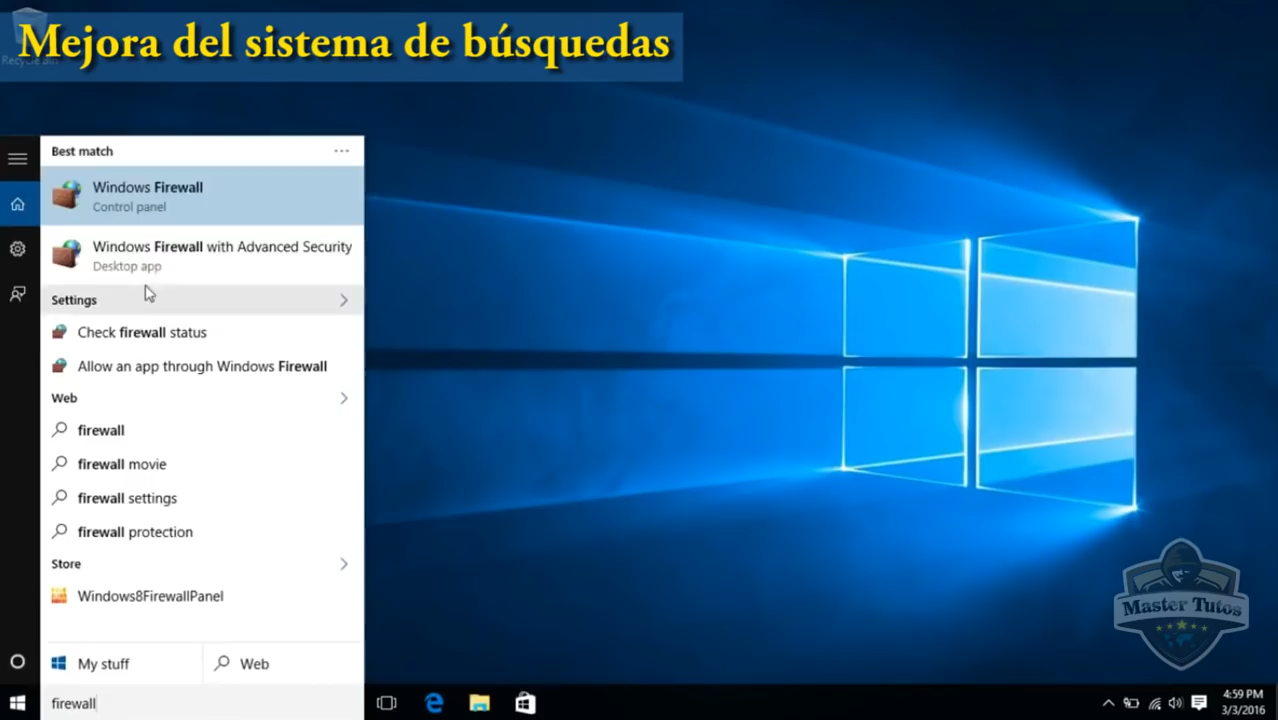 Mejora del sistema de búsquedas
Recycle Bin
Best match
Windows Firewall
Control panel
Windows Firewall with Advanced Security
Desktop app
Settings
Check firewall status
Allow an app through Windows Firewall
Web
firewall
firewall movie
firewall settings
firewall protection
Store
Windows8FirewallPanel
My stuff
Web
firewall
Master Tutos
4:59 PM
3/3/2016